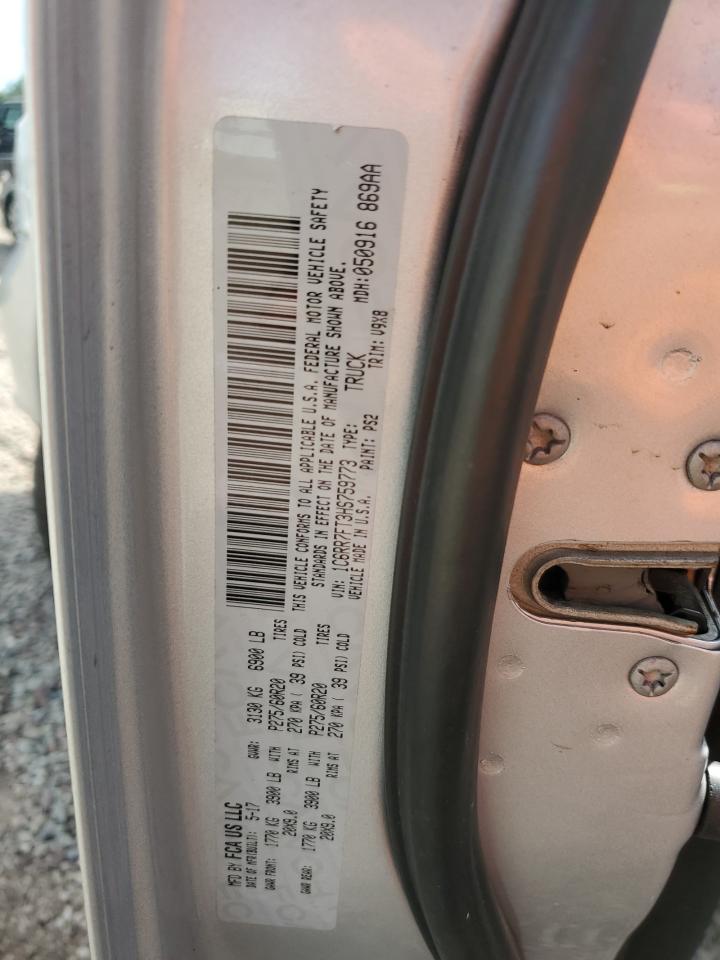 MFD BY FCA US LLC
DATE OF MFR(BUILT): 5-17 GVWR: 3130 KG 6900 LB
GAWR FRONT: 1770 KG 3900 LB WITH P275/60R20 TIRES
20X9.0 RIMS AT 270 KPA ( 39 PSI) COLD
GAWR REAR: 1770 KG 3900 LB WITH P275/60R20 TIRES
20X9.0 RIMS AT 270 KPA ( 39 PSI) COLD
THIS VEHICLE CONFORMS TO ALL APPLICABLE U.S.A. FEDERAL MOTOR VEHICLE SAFETY
STANDARDS IN EFFECT ON THE DATE OF MANUFACTURE SHOWN ABOVE.
VIN: 1C6RR7FT3HS759773 TYPE: TRUCK MDH:050916 869AA
VEHICLE MADE IN U.S.A. PAINT: PS2 TRIM: V9X8